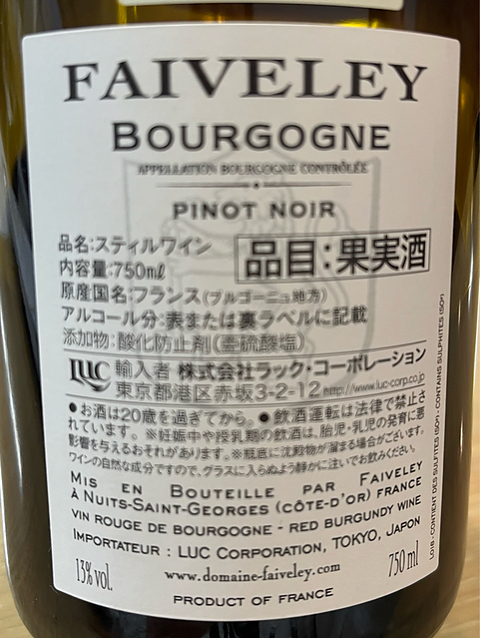 FAIVELEY
BOURGOGNE
APPELLATION BOURGOGNE CONTRÔLÉE
PINOT NOIR
品名:スティルワイン
内容量:750mℓ
品目:果実酒
原産国名:フランス(ブルゴーニュ地方)
アルコール分:表または裏ラベルに記載
添加物:酸化防止剤(亜硫酸塩)
LUC 輸入者 株式会社ラック・コーポレーション
東京都港区赤坂3-2-12 http://www.luc-corp.co.jp
●お酒は20歳を過ぎてから。●飲酒運転は法律で禁止さ
れています。※妊娠中や授乳期の飲酒は、胎児・乳児の発育に悪
影響を与えるおそれがあります。※瓶底に沈殿物が溜まる場合がございます。
ワインの自然な成分ですので、グラスに入らぬよう静かに注いでお飲みください。
MIS EN BOUTEILLE PAR FAIVELEY
À NUITS-SAINT-GEORGES (CÔTE-D'OR) FRANCE
VIN ROUGE DE BOURGOGNE - RED BURGUNDY WINE
IMPORTATEUR : LUC CORPORATION, TOKYO, JAPON
13% vol.
www.domaine-faiveley.com
750 ml
PRODUCT OF FRANCE
L018 - CONTIENT DES SULFITES (SO²) - CONTAINS SULPHITES (SO²)